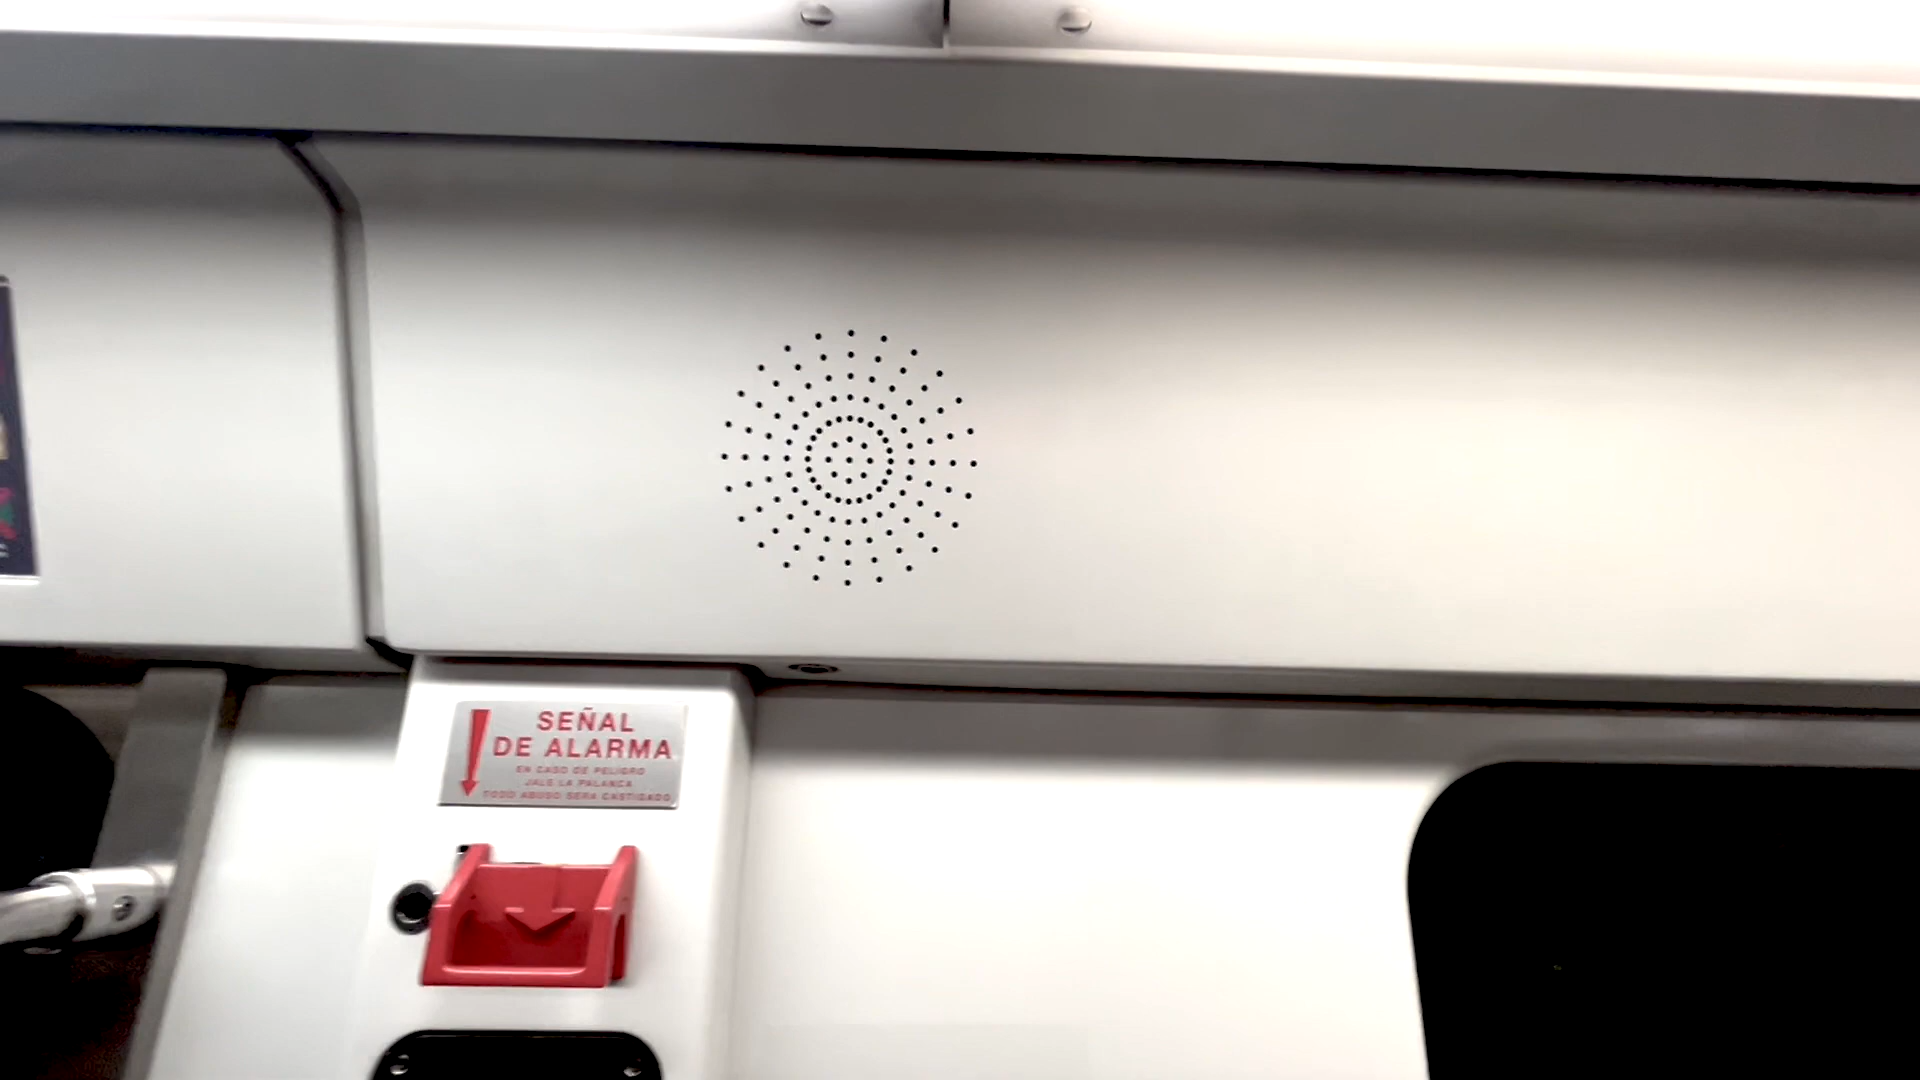 SEÑAL
DE ALARMA
EN CASO DE PELIGRO
JALE LA PALANCA
TODO ABUSO SERA CASTIGADO